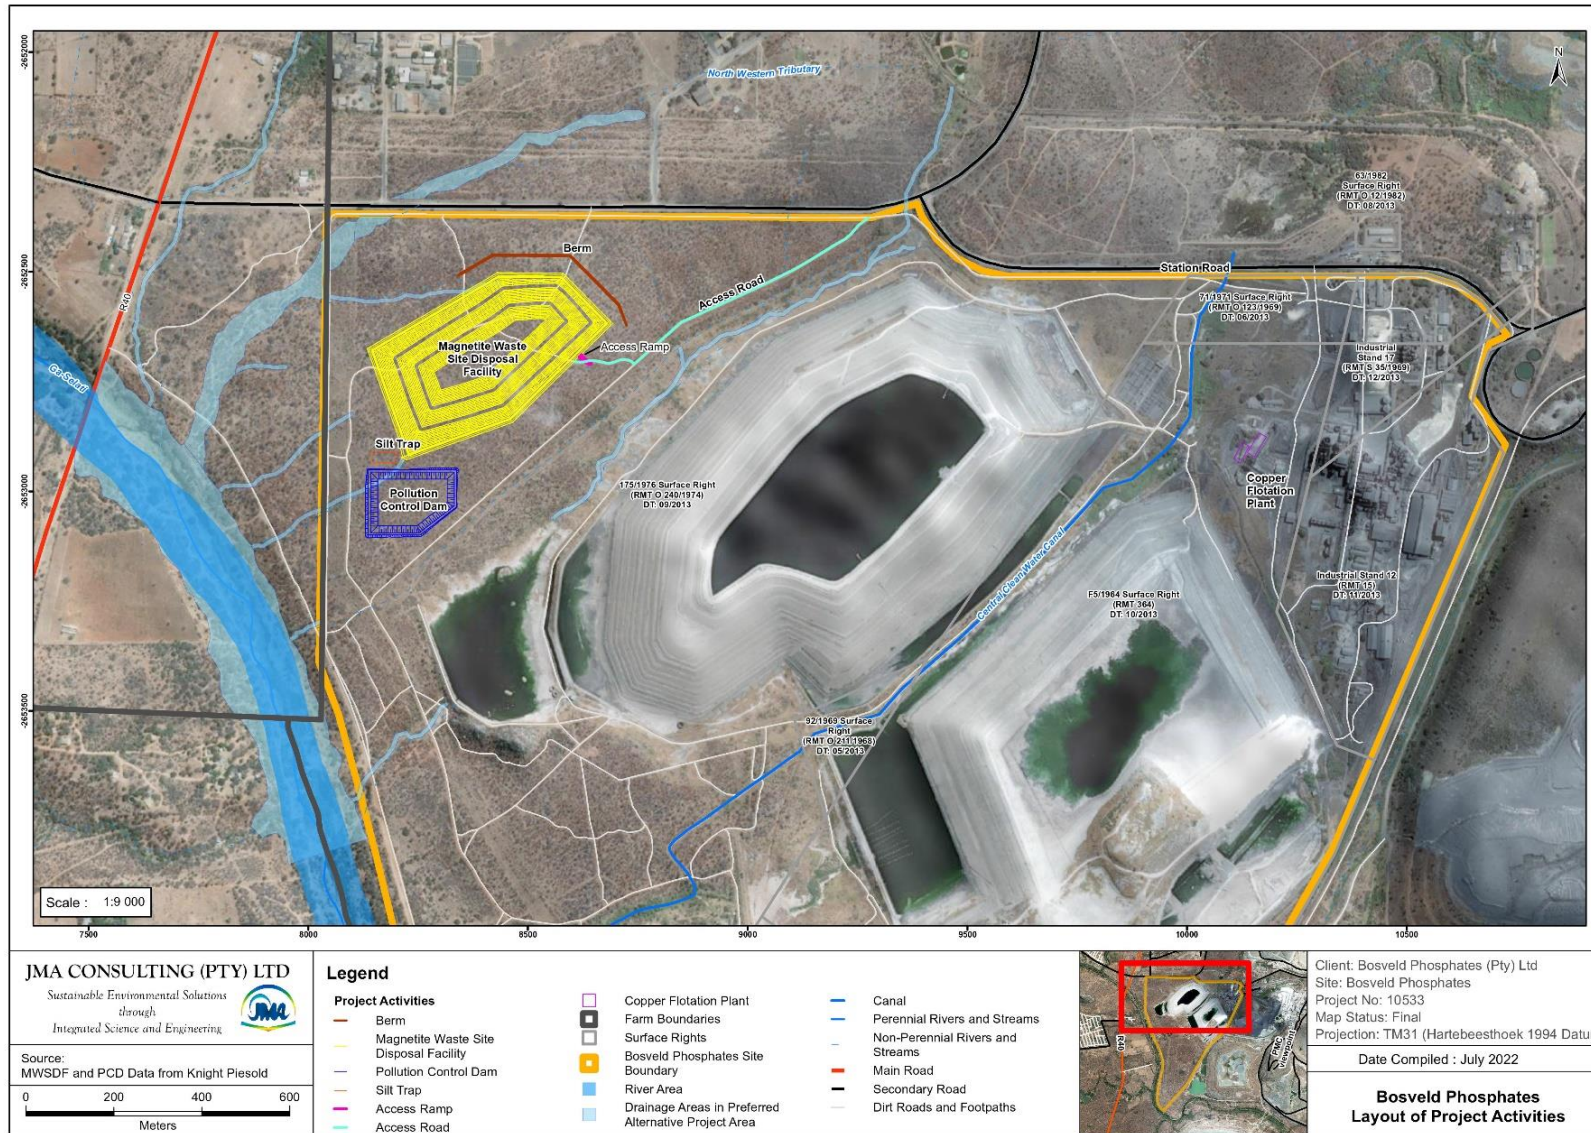 North Western Tributary
N
63/1982
Surface Right
(RMT O 12/1982)
DT: 08/2013
Berm
Station Road
Access Road
71/1971 Surface Right
(RMT O 123/1969)
DT: 06/2013
R40
Magnetite Waste
Site Disposal
Facility
Access Ramp
Industrial
Stand 17
(RMT S 35/1969)
DT: 12/2013
Ga-Selati
Silt Trap
Pollution
Control Dam
175/1976 Surface Right
(RMT O 240/1974)
DT: 09/2013
Copper
Flotation
Plant
Central Clean Water Canal
Industrial Stand 12
(RMT 15)
DT: 11/2013
F5/1964 Surface Right
(RMT 364)
DT: 10/2013
92/1969 Surface
Right
(RMT O 211/1968)
DT: 05/2013
-2652000
-2652500
-2653000
-2653500
Scale : 1:9 000
7500
8000
8500
9000
9500
10000
10500
JMA CONSULTING (PTY) LTD
Sustainable Environmental Solutions
through
Integrated Science and Engineering
JMA
Source:
MWSDF and PCD Data from Knight Piesold
0 200 400 600
Meters
Legend
Project Activities
Berm
Magnetite Waste Site
Disposal Facility
Pollution Control Dam
Silt Trap
Access Ramp
Access Road
Copper Flotation Plant
Farm Boundaries
Surface Rights
Bosveld Phosphates Site
Boundary
River Area
Drainage Areas in Preferred
Alternative Project Area
Canal
Perennial Rivers and Streams
Non-Perennial Rivers and
Streams
Main Road
Secondary Road
Dirt Roads and Footpaths
R40
PMC
viewpoint
Client: Bosveld Phosphates (Pty) Ltd
Site: Bosveld Phosphates
Project No: 10533
Map Status: Final
Projection: TM31 (Hartebeesthoek 1994 Datu
Date Compiled : July 2022
Bosveld Phosphates
Layout of Project Activities